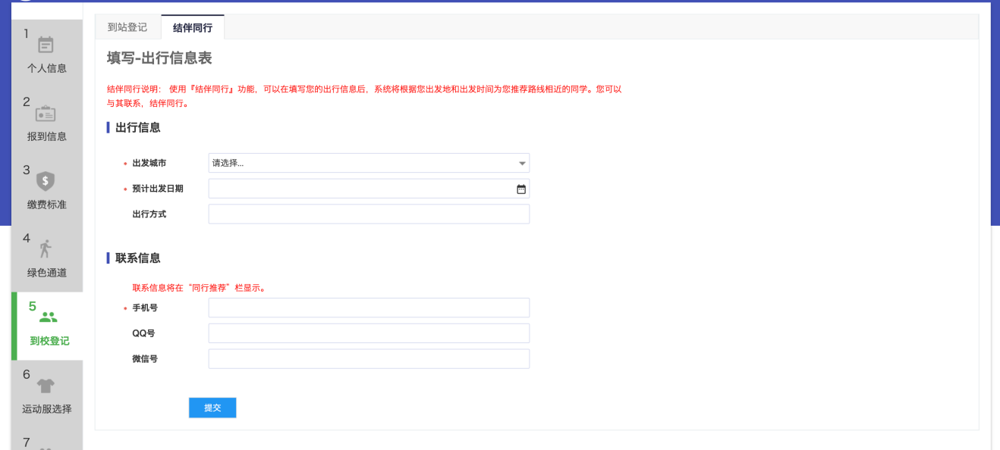 1
个人信息
2
报到信息
3
缴费标准
4
绿色通道
5
到校登记
6
运动服选择
7
到站登记
结伴同行
填写-出行信息表
结伴同行说明： 使用『结伴同行』功能，可以在填写您的出行信息后，系统将根据您出发地和出发时间为您推荐路线相近的同学。您可以
与其联系，结伴同行。
出行信息
* 出发城市
请选择...
* 预计出发日期
出行方式
联系信息
联系信息将在“同行推荐”栏显示。
* 手机号
QQ号
微信号
提交